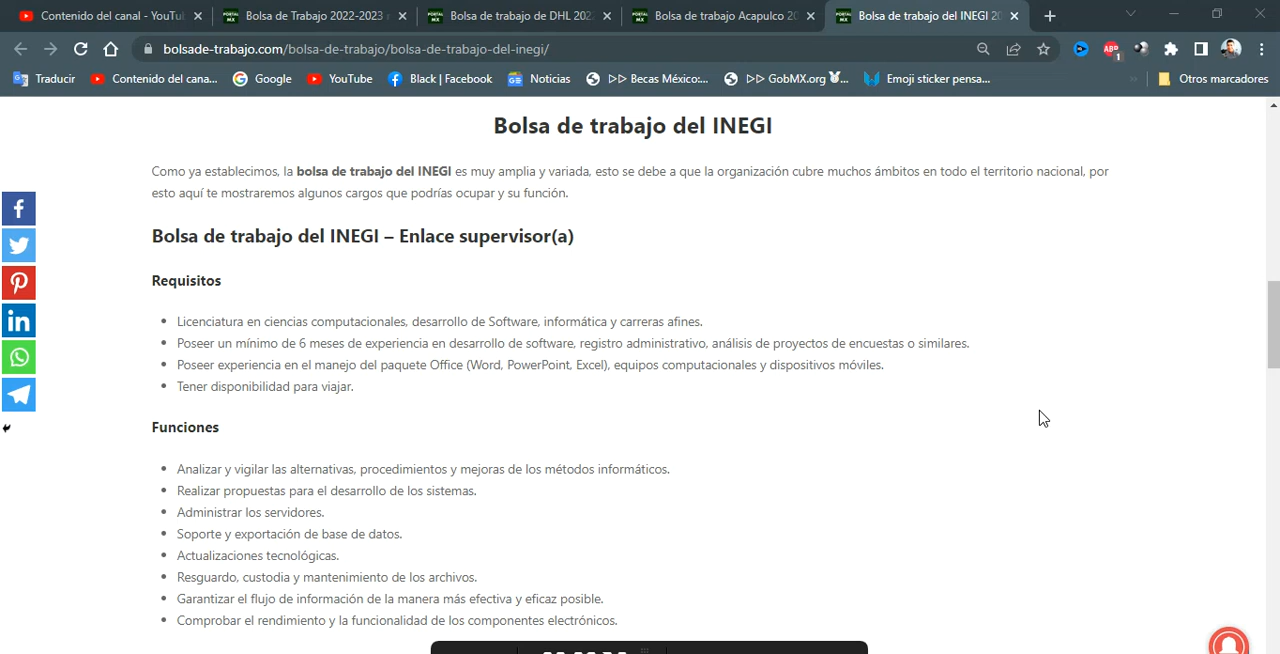 Contenido del canal - YouTu
Bolsa de Trabajo 2022-2023
Bolsa de trabajo de DHL 202
Bolsa de trabajo Acapulco 20
Bolsa de trabajo del INEGI 20
bolsade-trabajo.com/bolsa-de-trabajo/bolsa-de-trabajo-del-inegi/
ABP
1
Traducir
Contenido del cana...
Google
YouTube
Black | Facebook
Noticias
▷▷ Becas México:...
▷▷ GobMX.org 🐰...
Emoji sticker pensa...
Otros marcadores
Bolsa de trabajo del INEGI
Como ya establecimos, la bolsa de trabajo del INEGI es muy amplia y variada, esto se debe a que la organización cubre muchos ámbitos en todo el territorio nacional, por
esto aquí te mostraremos algunos cargos que podrías ocupar y su función.
Bolsa de trabajo del INEGI – Enlace supervisor(a)
Requisitos
Licenciatura en ciencias computacionales, desarrollo de Software, informática y carreras afines.
Poseer un mínimo de 6 meses de experiencia en desarrollo de software, registro administrativo, análisis de proyectos de encuestas o similares.
Poseer experiencia en el manejo del paquete Office (Word, PowerPoint, Excel), equipos computacionales y dispositivos móviles.
Tener disponibilidad para viajar.
Funciones
Analizar y vigilar las alternativas, procedimientos y mejoras de los métodos informáticos.
Realizar propuestas para el desarrollo de los sistemas.
Administrar los servidores.
Soporte y exportación de base de datos.
Actualizaciones tecnológicas.
Resguardo, custodia y mantenimiento de los archivos.
Garantizar el flujo de información de la manera más efectiva y eficaz posible.
Comprobar el rendimiento y la funcionalidad de los componentes electrónicos.